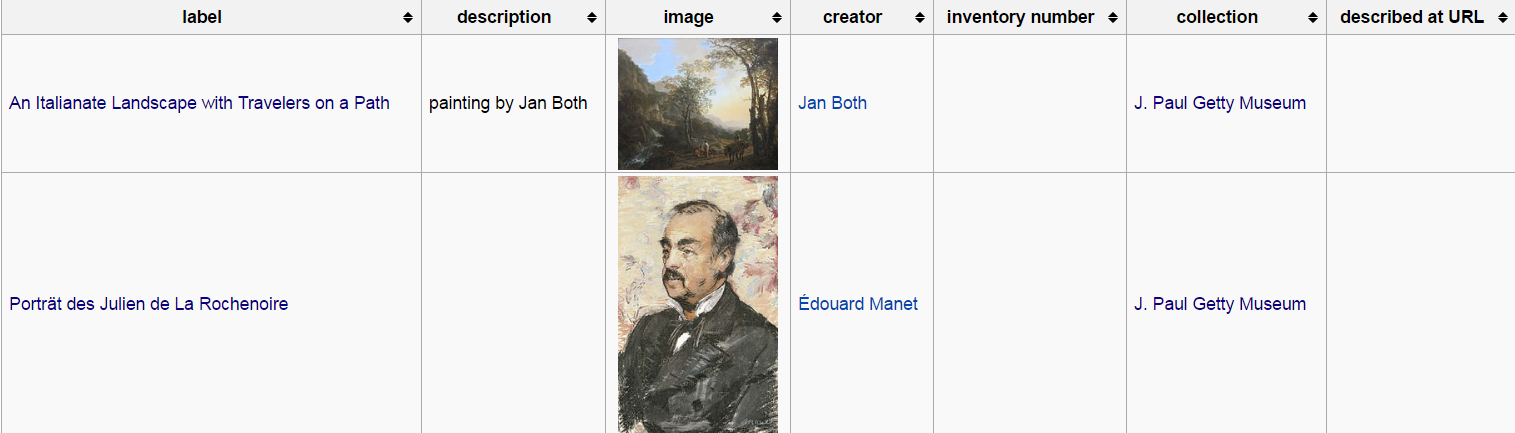 label description image creator inventory number collection described at URL
An Italianate Landscape with Travelers on a Path painting by Jan Both Jan Both J. Paul Getty Museum
Porträt des Julien de La Rochenoire Édouard Manet J. Paul Getty Museum